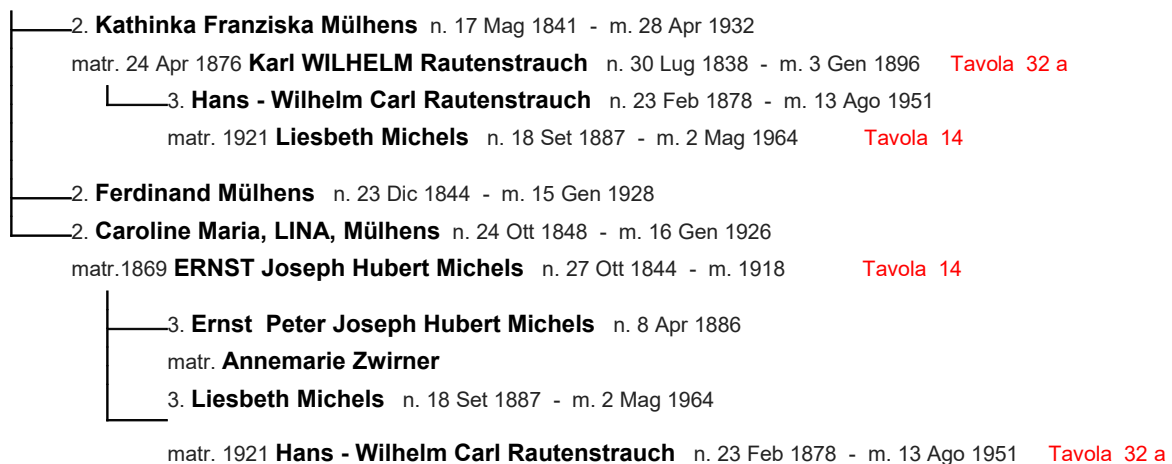 2. Kathinka Franziska Mülhens n. 17 Mag 1841 - m. 28 Apr 1932
matr. 24 Apr 1876 Karl WILHELM Rautenstrauch n. 30 Lug 1838 - m. 3 Gen 1896 Tavola 32 a
3. Hans - Wilhelm Carl Rautenstrauch n. 23 Feb 1878 - m. 13 Ago 1951
matr. 1921 Liesbeth Michels n. 18 Set 1887 - m. 2 Mag 1964 Tavola 14
2. Ferdinand Mülhens n. 23 Dic 1844 - m. 15 Gen 1928
2. Caroline Maria, LINA, Mülhens n. 24 Ott 1848 - m. 16 Gen 1926
matr.1869 ERNST Joseph Hubert Michels n. 27 Ott 1844 - m. 1918 Tavola 14
3. Ernst Peter Joseph Hubert Michels n. 8 Apr 1886
matr. Annemarie Zwirner
3. Liesbeth Michels n. 18 Set 1887 - m. 2 Mag 1964
matr. 1921 Hans - Wilhelm Carl Rautenstrauch n. 23 Feb 1878 - m. 13 Ago 1951 Tavola 32 a